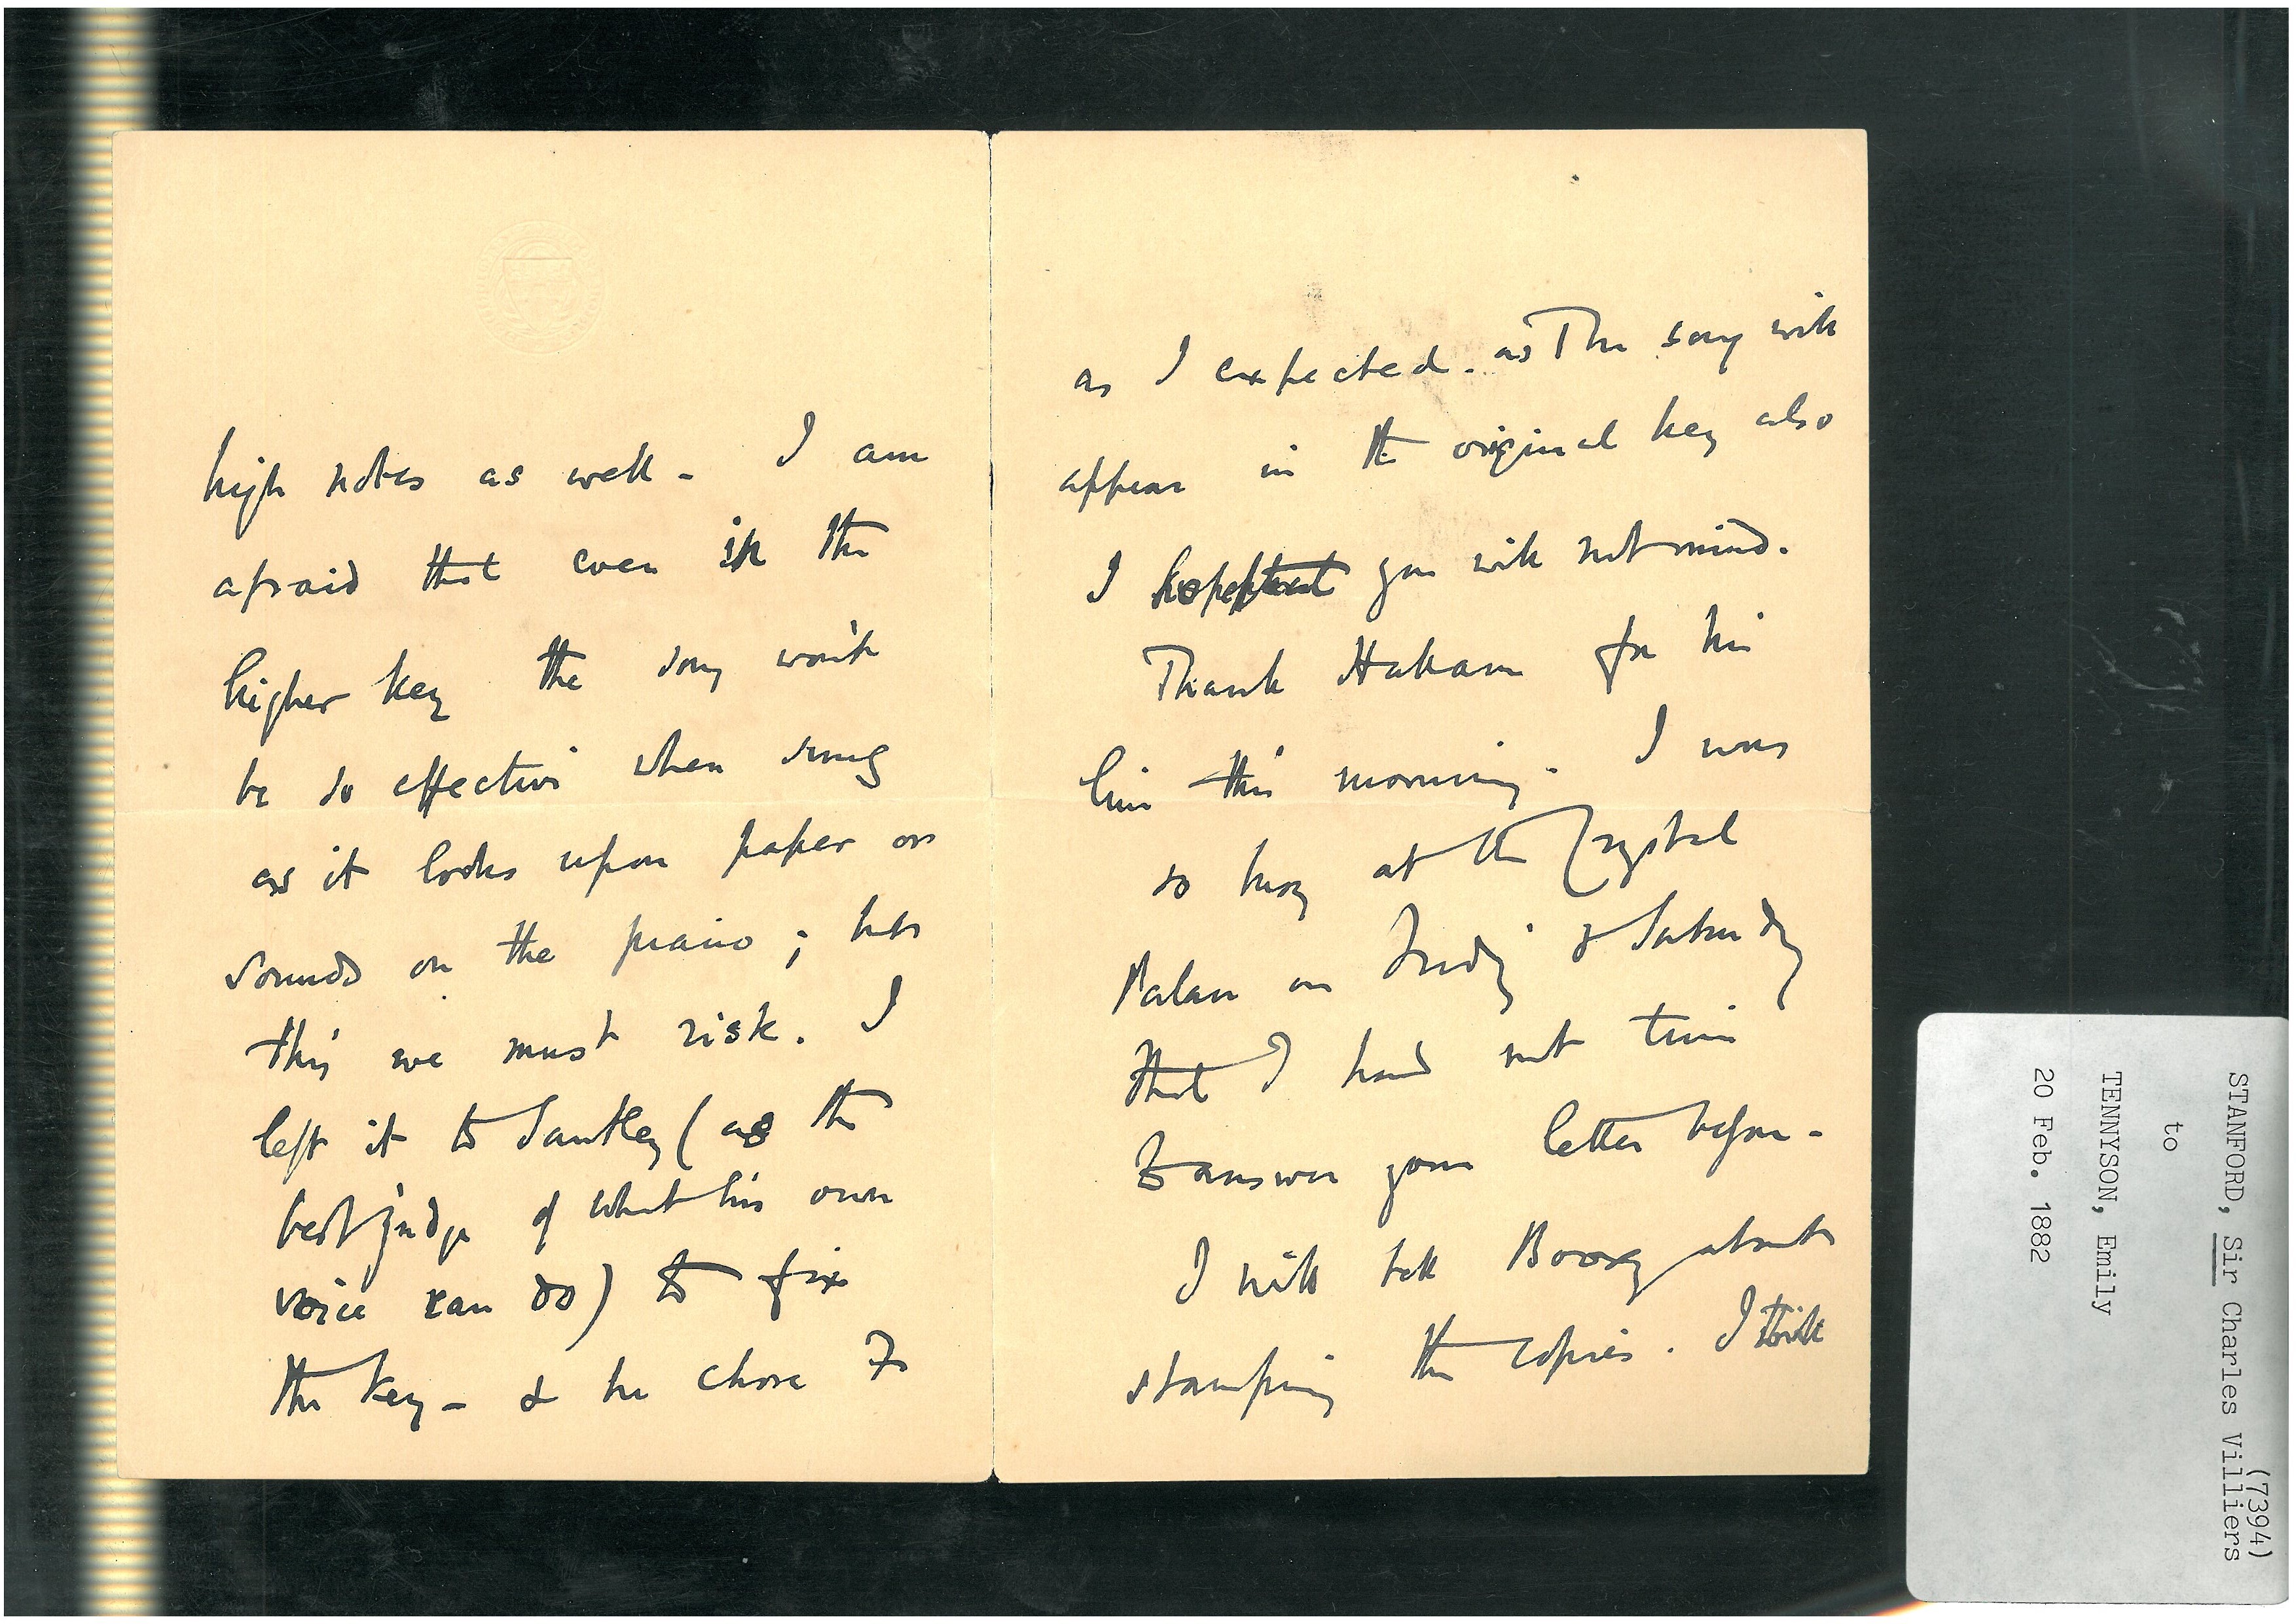 high notes as well - I am
afraid that even in the
higher key the song won't
be so effective when sung
as it looks upon paper or
sounds on the piano ; but
this we must risk. I
left it to Santley (as the
best judge of what his own
voice can do) to fix
the key - & he chose F
as I expected. as The song will
appear in the original key also
I hope that you will not mind.
Thank Hallam for his
line this morning. I was
so busy at the Crystal
Palace on Friday & Saturday
that I had not time
to answer your letter before -
I will tell Boosey about
stamping the copies. I think
(7394)
STANFORD, Sir Charles Villiers
to
TENNYSON, Emily
20 Feb. 1882